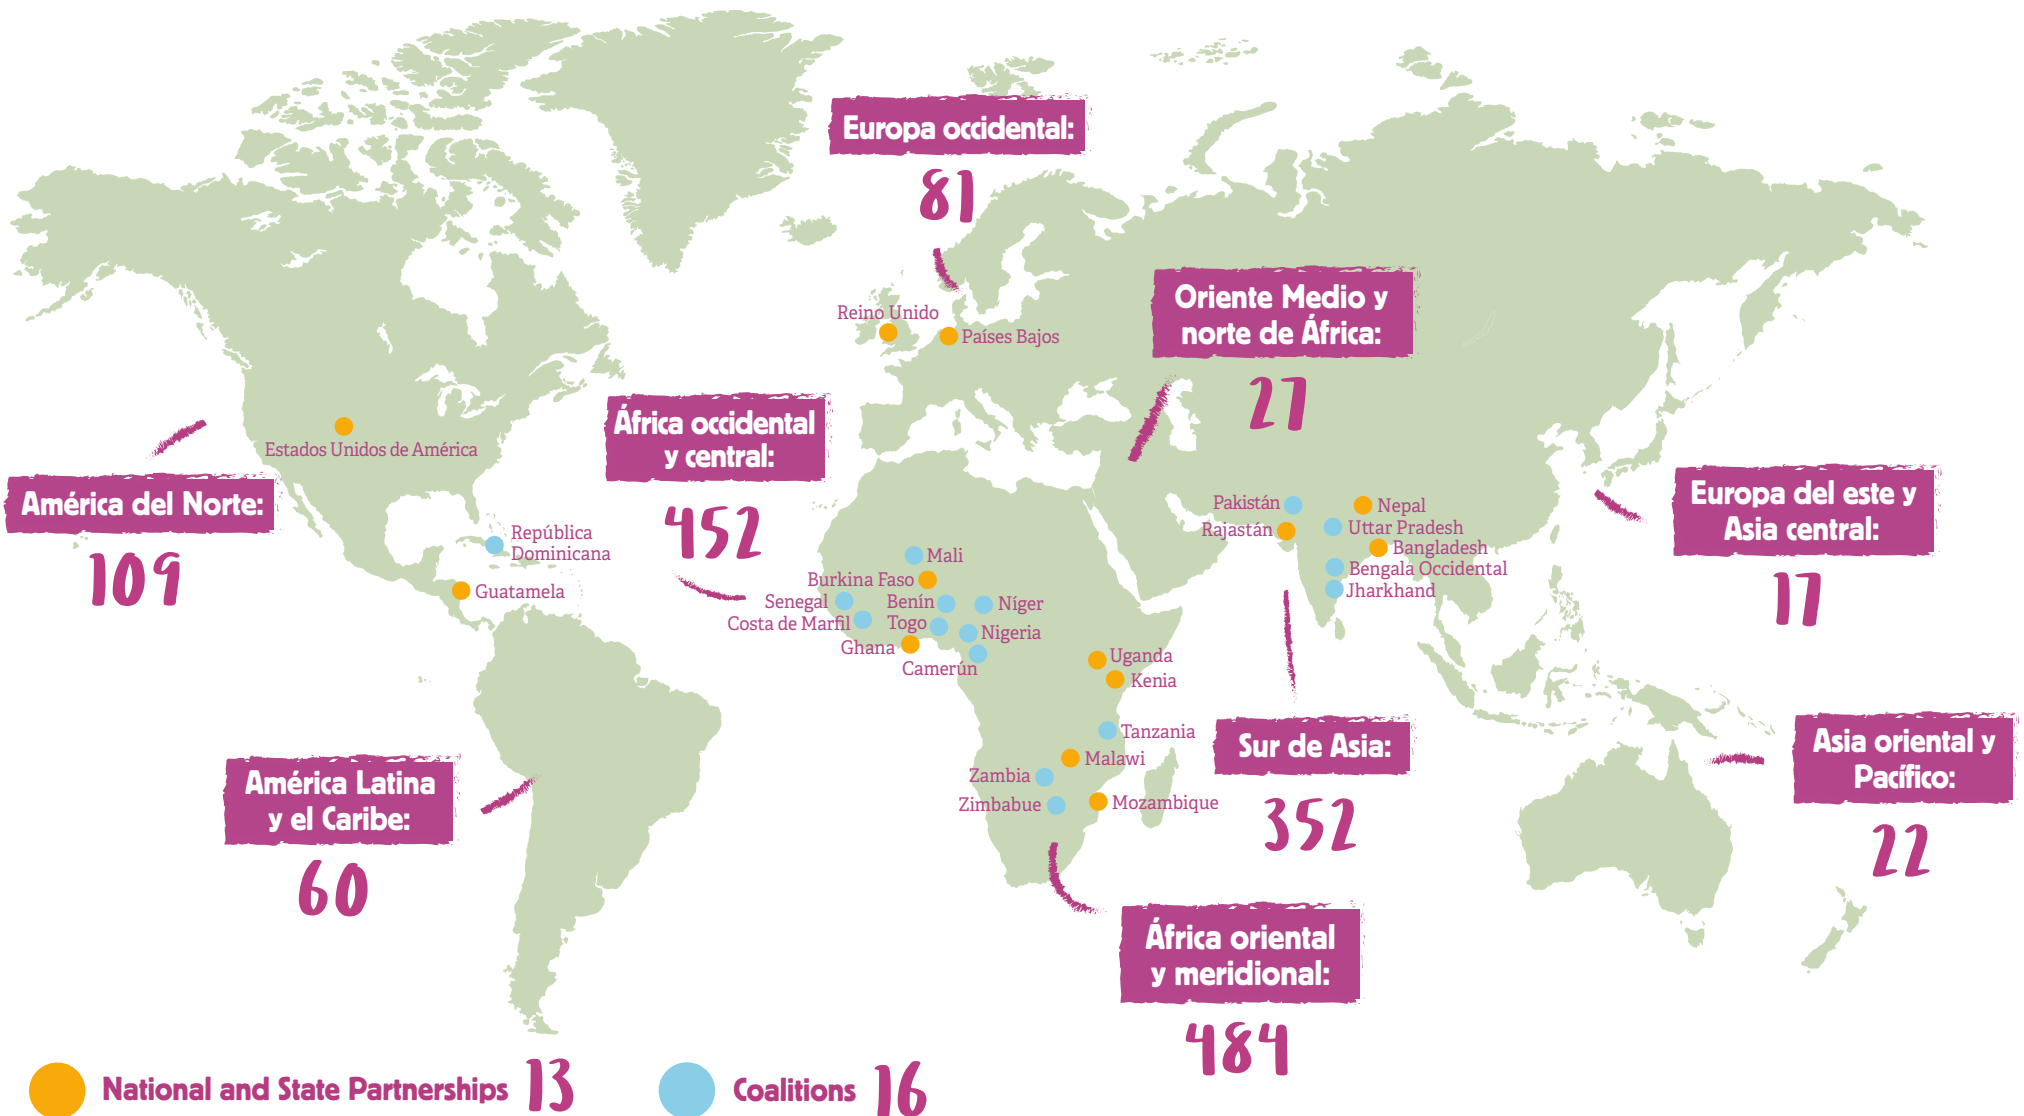 Europa occidental:
81
Oriente Medio y
norte de África:
27
Reino Unido
Países Bajos
África occidental
y central:
452
Estados Unidos de América
América del Norte:
109
República
Dominicana
Guatamela
Europa del este y
Asia central:
17
Pakistán
Nepal
Rajastán
Uttar Pradesh
Bangladesh
Bengala Occidental
Jharkhand
Mali
Burkina Faso
Senegal
Benín
Níger
Costa de Marfil
Togo
Nigeria
Ghana
Camerún
Uganda
Kenia
Tanzania
Malawi
Zambia
Zimbabue
Mozambique
Sur de Asia:
352
Asia oriental y
Pacífico:
22
América Latina
y el Caribe:
60
África oriental
y meridional:
484
National and State Partnerships 13
Coalitions 16